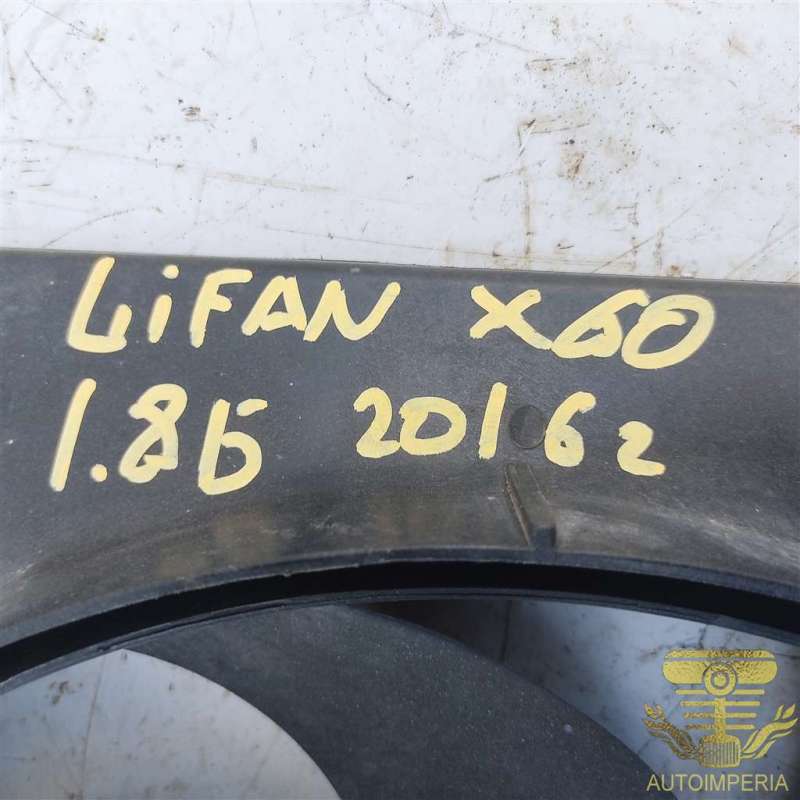 LiFAN X60
1.8Б 2016г
AUTOIMPERIA